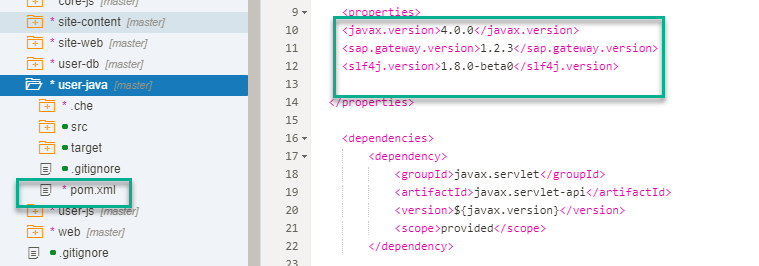 core-js [master]
* site-content [master]
* site-web [master]
* user-db [master]
* user-java [master]
* .che
src
target
.gitignore
* pom.xml
* user-js [master]
* web [master]
.gitignore
9 <properties>
10 <javax.version>4.0.0</javax.version>
11 <sap.gateway.version>1.2.3</sap.gateway.version>
12 <slf4j.version>1.8.0-beta0</slf4j.version>
13
14 </properties>
15
16 <dependencies>
17 <dependency>
18 <groupId>javax.servlet</groupId>
19 <artifactId>javax.servlet-api</artifactId>
20 <version>${javax.version}</version>
21 <scope>provided</scope>
22 </dependency>
23